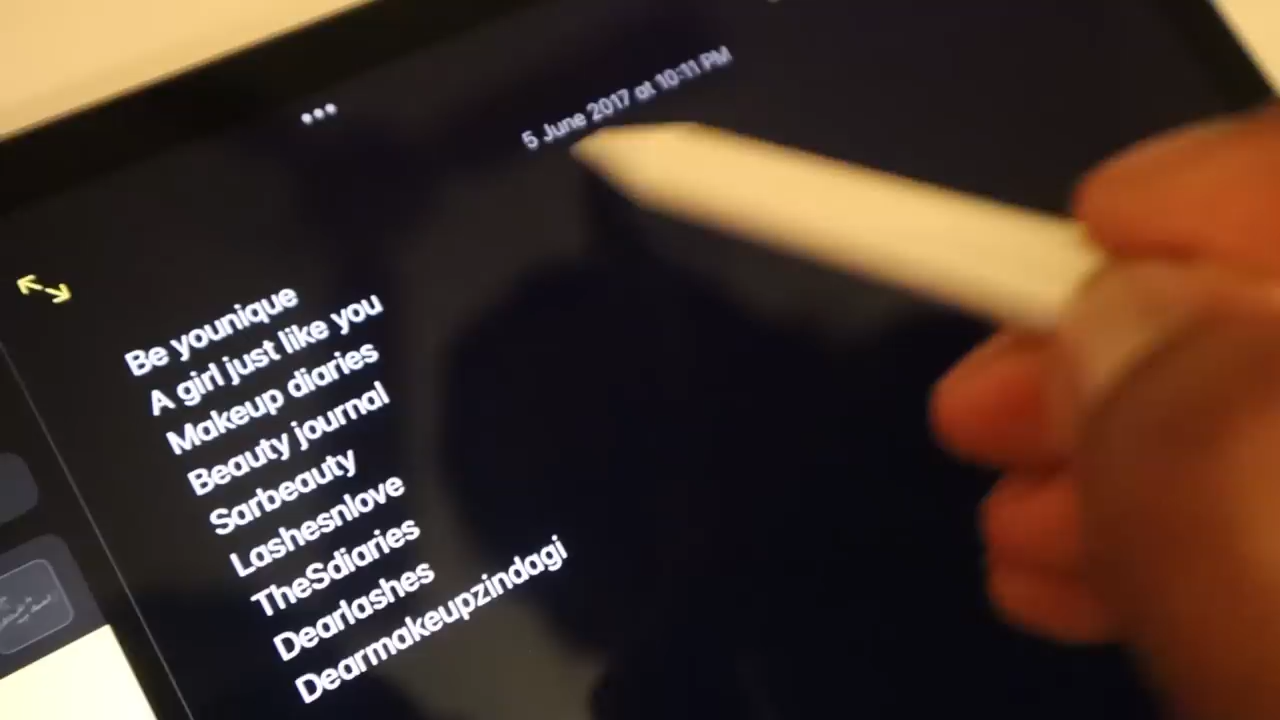 5 June 2017 at 10:11 PM
Be younique
A girl just like you
Makeup diaries
Beauty journal
Sarbeauty
Lashesnlove
TheSdiaries
Dearlashes
Dearmakeupzindagi